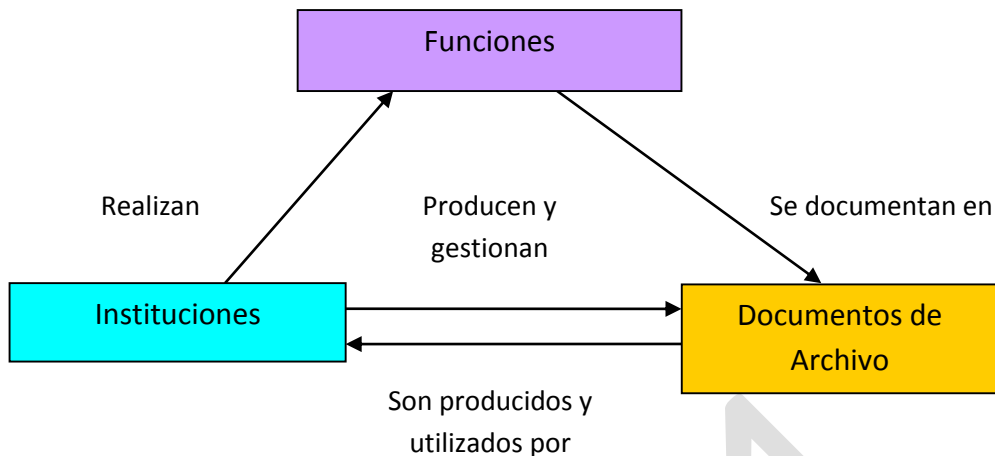 Funciones
Realizan
Producen y
gestionan
Se documentan en
Instituciones
Documentos de
Archivo
Son producidos y
utilizados por